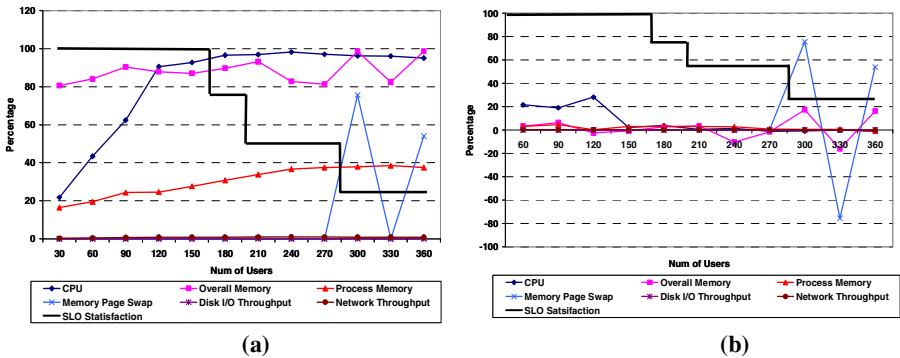 120
100
80
60
40
20
0
Percentage
30 60 90 120 150 180 210 240 270 300 330 360
Num of Users
CPU Overall Memory Process Memory
Memory Page Swap Disk I/O Throughput Network Throughput
SLO Statisfaction
(a)
100
80
60
40
20
0
-20
-40
-60
-80
-100
Percentage
60 90 120 150 180 210 240 270 300 330 360
Num of Users
CPU Overall Memory Process Memory
Memory Page Swap Disk I/O Throughput Network Throughput
SLO Satsifaction
(b)